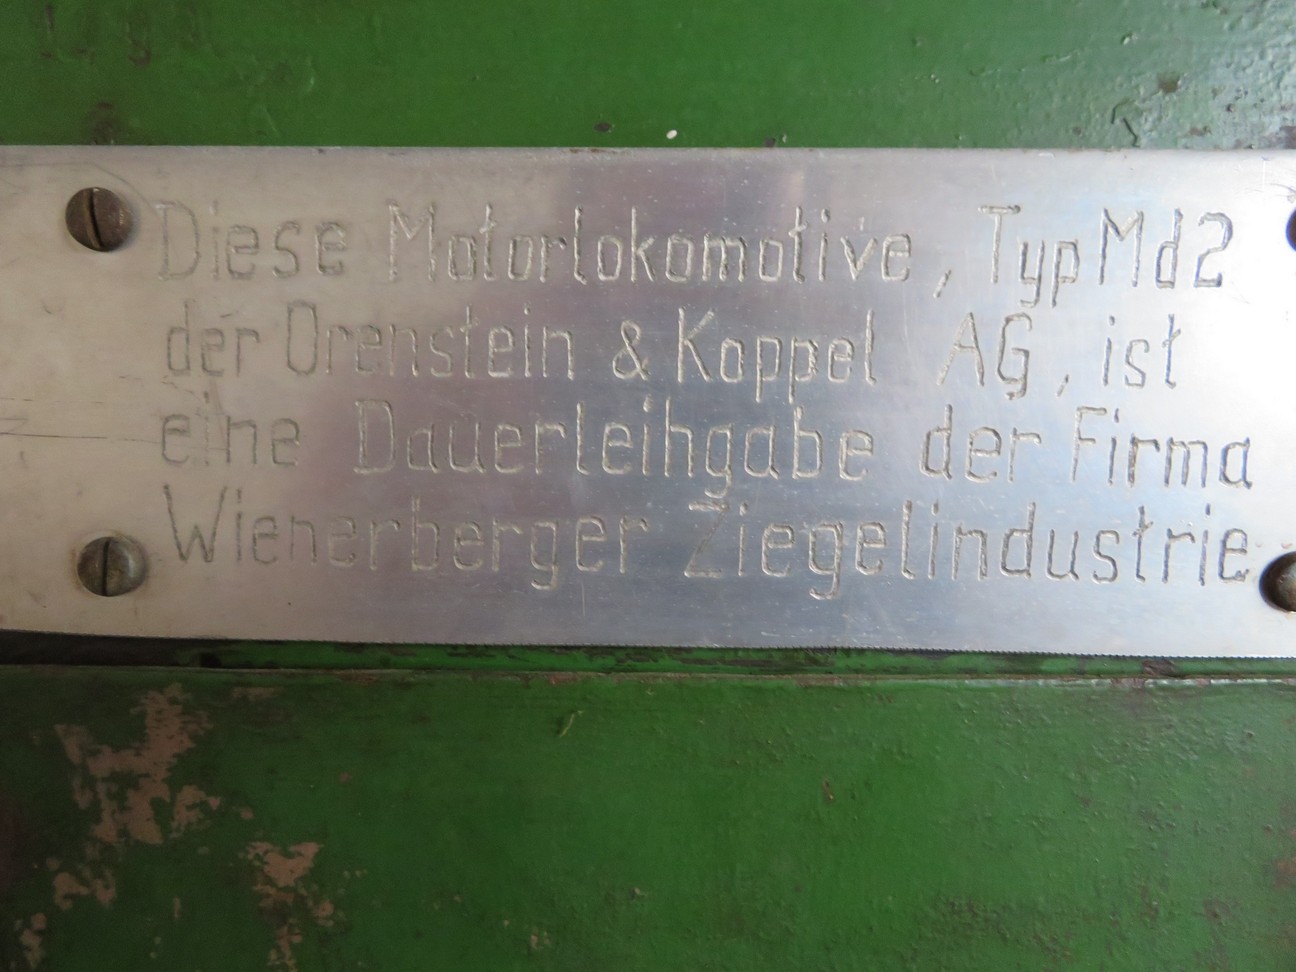 Diese Motorlokomotive, Typ Md2
der Orenstein & Koppel AG, ist
eine Dauerleihgabe der Firma
Wienerberger Ziegelindustrie